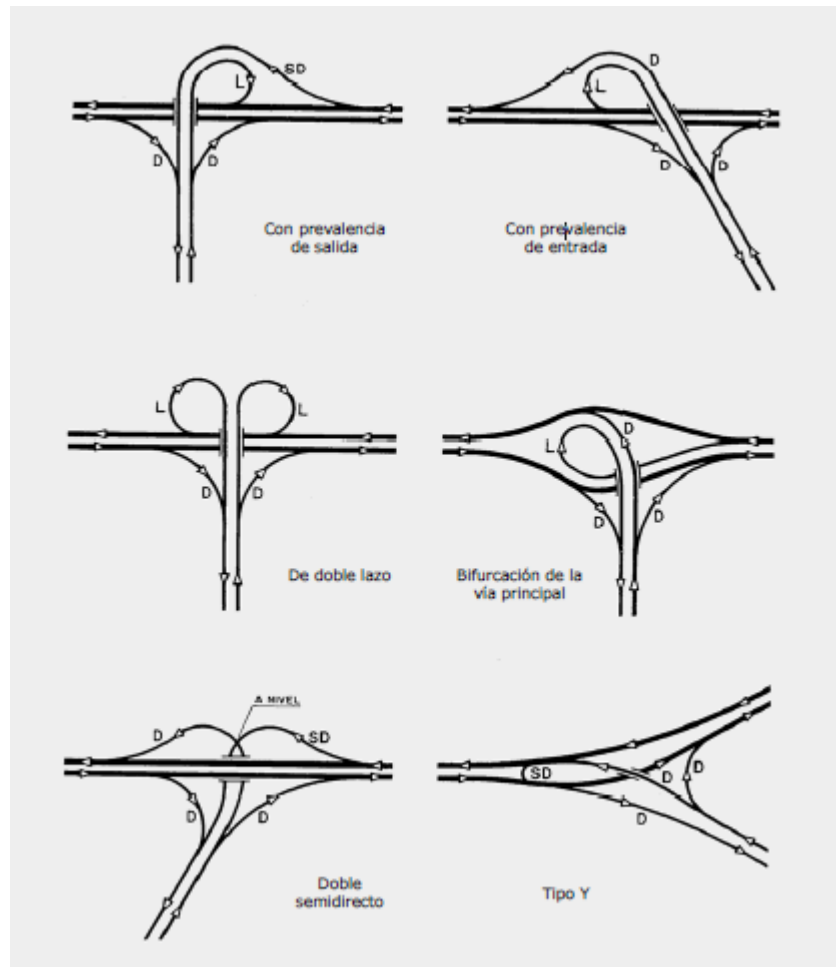 SD
L
D
D
Con prevalencia
de salida
D
L
D
D
Con prevalencia
de entrada
L
L
D
D
De doble lazo
D
L
D
D
Bifurcación de la
vía principal
A NIVEL
D
SD
D
D
Doble
semidirecto
SD
D
D
D
Tipo Y